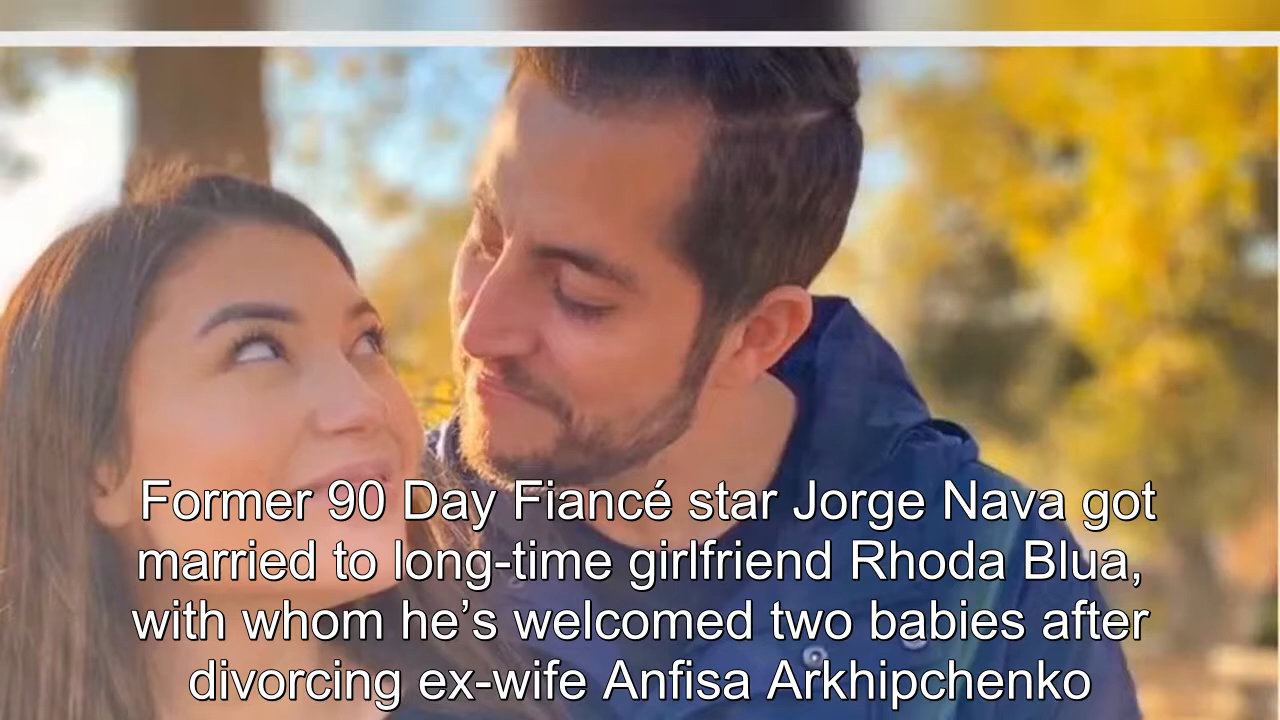 Former 90 Day Fiancé star Jorge Nava got
married to long-time girlfriend Rhoda Blua,
with whom he’s welcomed two babies after
divorcing ex-wife Anfisa Arkhipchenko